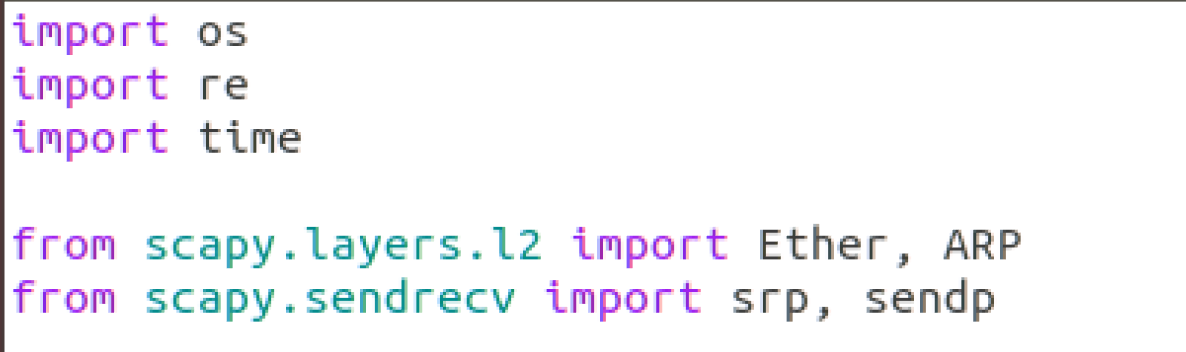 import os
import re
import time
from scapy.layers.l2 import Ether, ARP
from scapy.sendrecv import srp, sendp